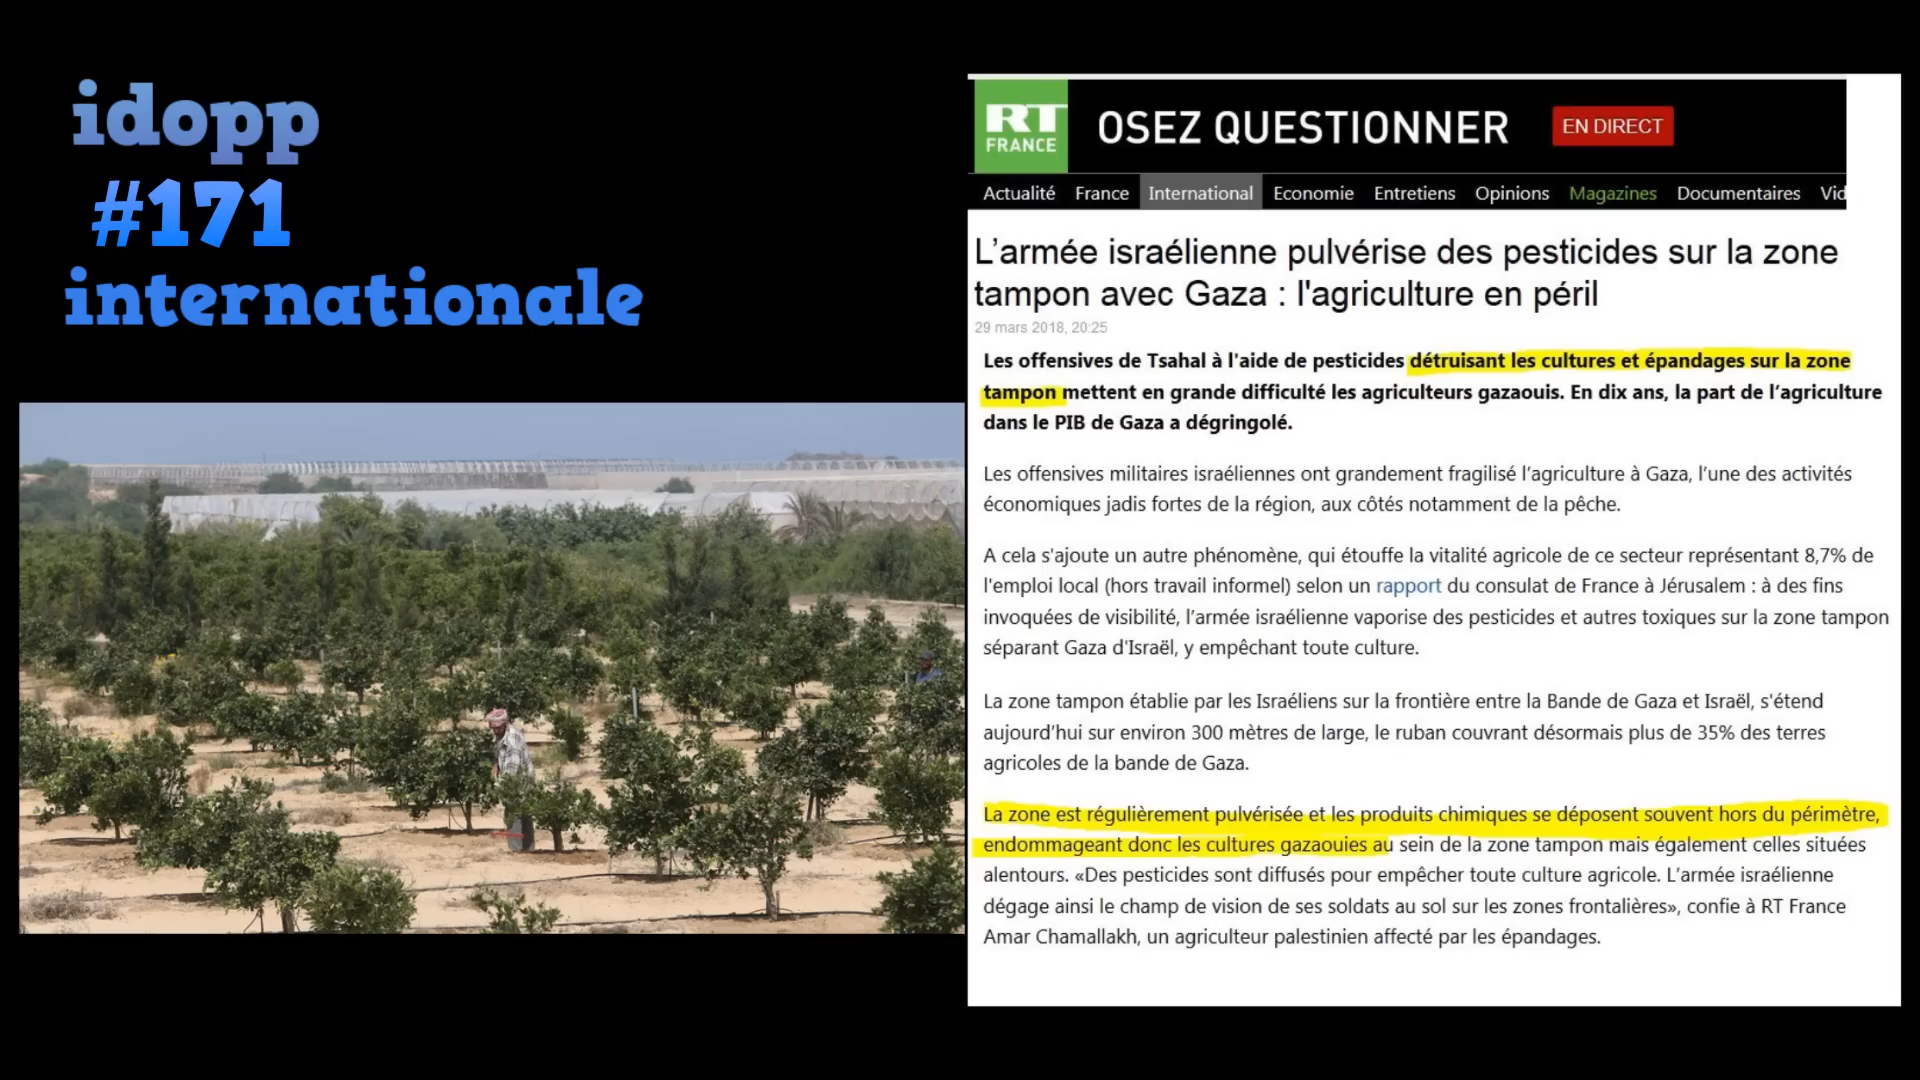 idopp
#171
internationale
RT
FRANCE
OSEZ QUESTIONNER
EN DIRECT
Actualité France International Economie Entretiens Opinions Magazines Documentaires Vid
L’armée israélienne pulvérise des pesticides sur la zone
tampon avec Gaza : l'agriculture en péril
29 mars 2018, 20:25
Les offensives de Tsahal à l'aide de pesticides détruisant les cultures et épandages sur la zone
tampon mettent en grande difficulté les agriculteurs gazaouis. En dix ans, la part de l’agriculture
dans le PIB de Gaza a dégringolé.
Les offensives militaires israéliennes ont grandement fragilisé l’agriculture à Gaza, l’une des activités
économiques jadis fortes de la région, aux côtés notamment de la pêche.
A cela s'ajoute un autre phénomène, qui étouffe la vitalité agricole de ce secteur représentant 8,7% de
l'emploi local (hors travail informel) selon un rapport du consulat de France à Jérusalem : à des fins
invoquées de visibilité, l’armée israélienne vaporise des pesticides et autres toxiques sur la zone tampon
séparant Gaza d'Israël, y empêchant toute culture.
La zone tampon établie par les Israéliens sur la frontière entre la Bande de Gaza et Israël, s'étend
aujourd’hui sur environ 300 mètres de large, le ruban couvrant désormais plus de 35% des terres
agricoles de la bande de Gaza.
La zone est régulièrement pulvérisée et les produits chimiques se déposent souvent hors du périmètre,
endommageant donc les cultures gazaouies au sein de la zone tampon mais également celles situées
alentours. «Des pesticides sont diffusés pour empêcher toute culture agricole. L’armée israélienne
dégage ainsi le champ de vision de ses soldats au sol sur les zones frontalières», confie à RT France
Amar Chamallakh, un agriculteur palestinien affecté par les épandages.